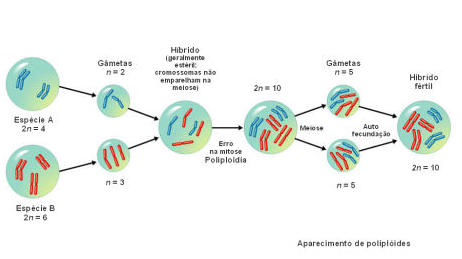 Espécie A
2n = 4
Espécie B
2n = 6
Gâmetas
n = 2
n = 3
Híbrido
(geralmente
estéril;
cromossomas não
emparelham na
meiose)
Erro
na mitose
Poliploidia
2n = 10
Meiose
Gâmetas
n = 5
n = 5
Auto
fecundação
Híbrido
fértil
2n = 10
Aparecimento de poliplóides